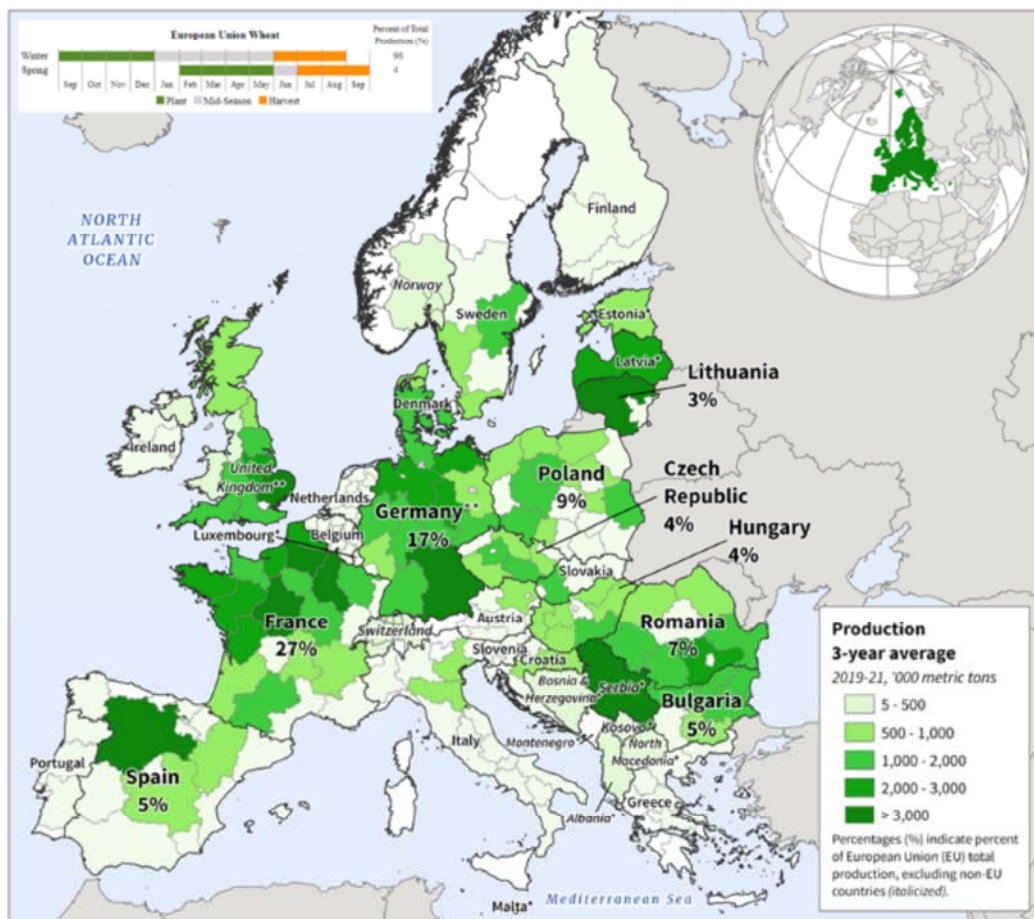 European Union Wheat
Percent of Total
Production (%)
Winter
96
Spring
4
Sep Oct Nov Dec Jan Feb Mar Apr May Jun Jul Aug Sep
Plant Mid-Season Harvest
NORTH
ATLANTIC
OCEAN
Finland
Norway
Sweden
Estonia*
Latvia*
Lithuania
3%
Denmark
Ireland
United
Kingdom**
Netherlands
Poland
9%
Czech
Republic
4%
Germany**
17%
Luxembourg*
Belgium
Hungary
4%
Slovakia
France
27%
Austria
Switzerland
Slovenia
Croatia
Romania
7%
Bosnia &
Herzegovina*
Serbia*
Bulgaria
5%
Kosovo*
Montenegro*
North
Macedonia*
Italy
Portugal
Spain
5%
Albania*
Greece
Malta*
Mediterranean Sea
Production
3-year average
2019-21, '000 metric tons
5 - 500
500 - 1,000
1,000 - 2,000
2,000 - 3,000
> 3,000
Percentages (%) indicate percent
of European Union (EU) total
production, excluding non-EU
countries (italicized).